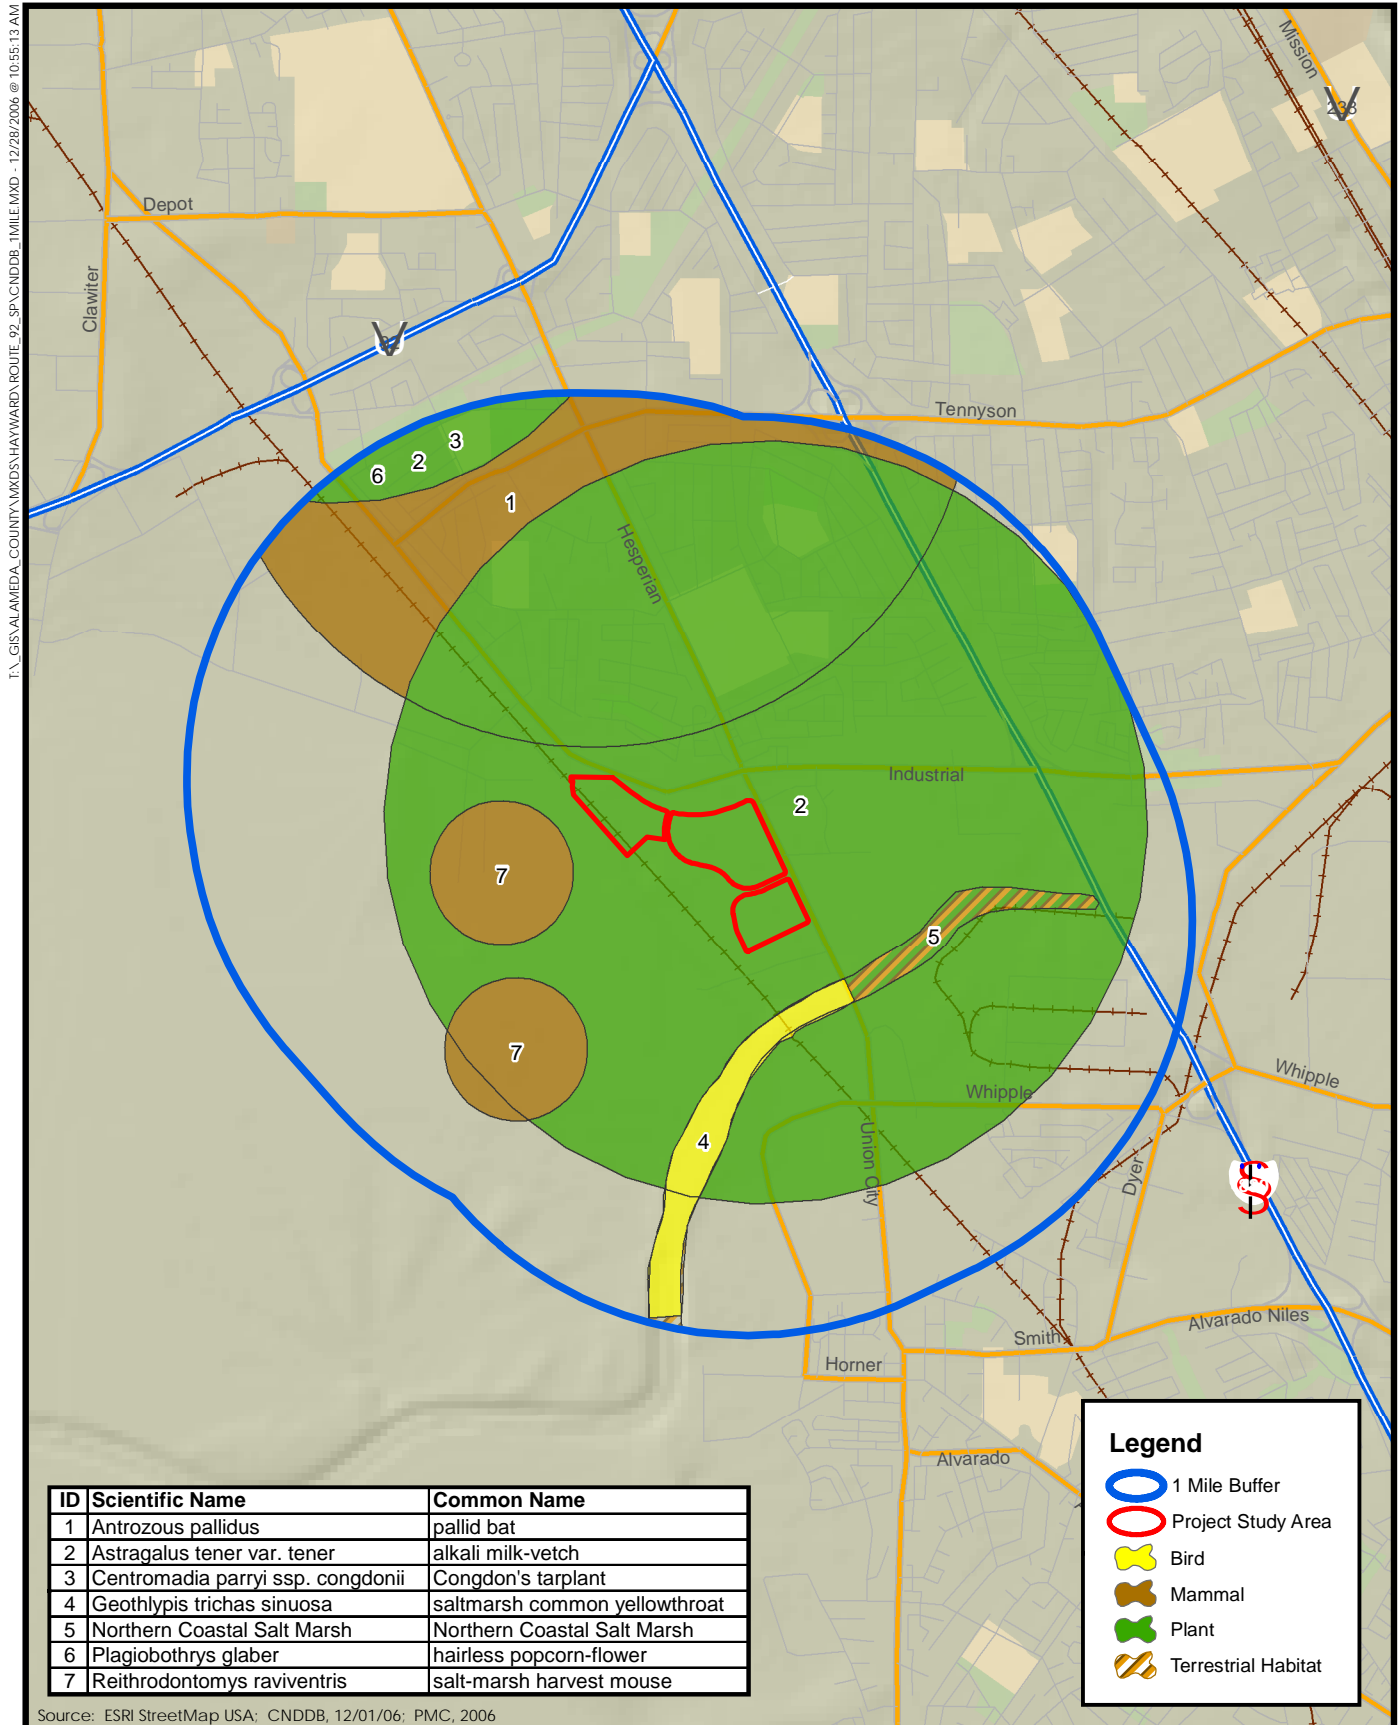 T:\_GIS\ALAMEDA_COUNTY\MXDS\HAYWARD\ROUTE_92_SP\CNDDB_1MILE.MXD - 12/28/2006 @ 10:55:13 AM
Mission
238
Depot
Clawiter
92
Tennyson
3
2
6
1
Hesperian
Industrial
2
7
5
7
Whipple
Whipple
4
Union City
Dyer
Alvarado Niles
Smith
Horner
Alvarado
Legend
1 Mile Buffer
Project Study Area
Bird
Mammal
Plant
Terrestrial Habitat
ID Scientific Name Common Name
1 Antrozous pallidus pallid bat
2 Astragalus tener var. tener alkali milk-vetch
3 Centromadia parryi ssp. congdonii Congdon's tarplant
4 Geothlypis trichas sinuosa saltmarsh common yellowthroat
5 Northern Coastal Salt Marsh Northern Coastal Salt Marsh
6 Plagiobothrys glaber hairless popcorn-flower
7 Reithrodontomys raviventris salt-marsh harvest mouse
Source: ESRI StreetMap USA; CNDDB, 12/01/06; PMC, 2006